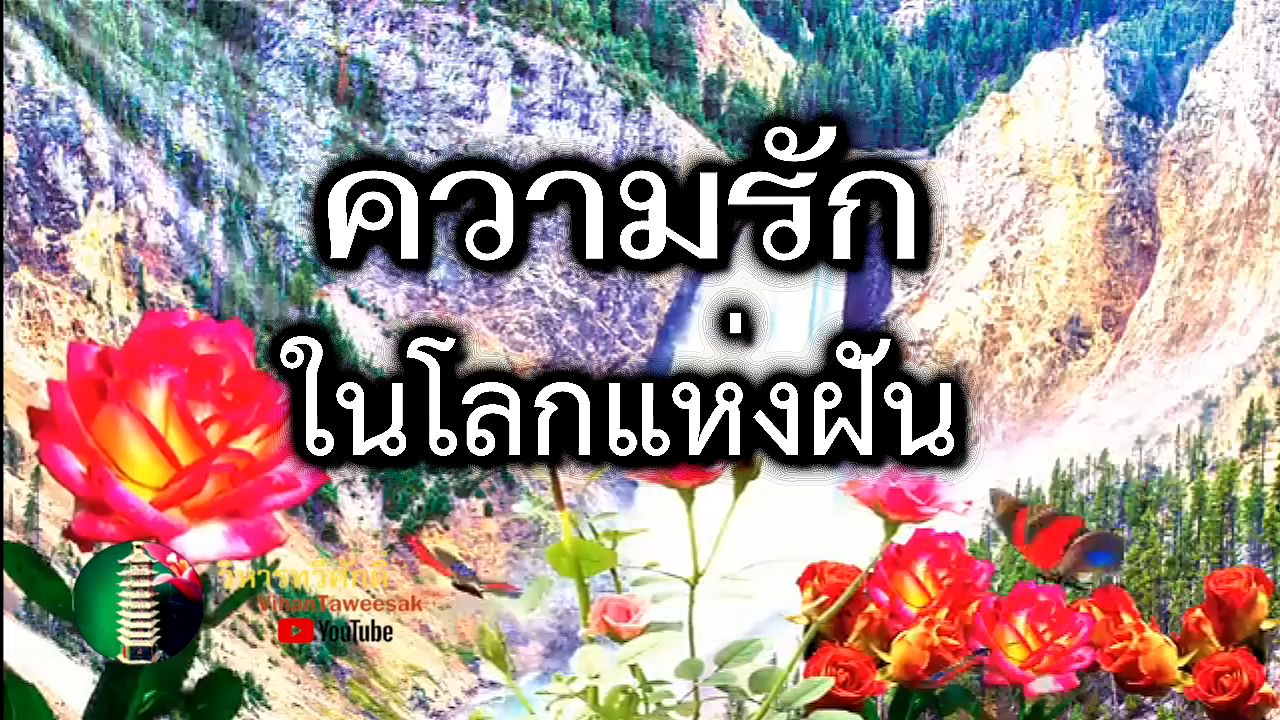 ความรัก
ในโลกแห่งฝัน
วิหารทวีศักดิ์
VihanTaweesak
YouTube